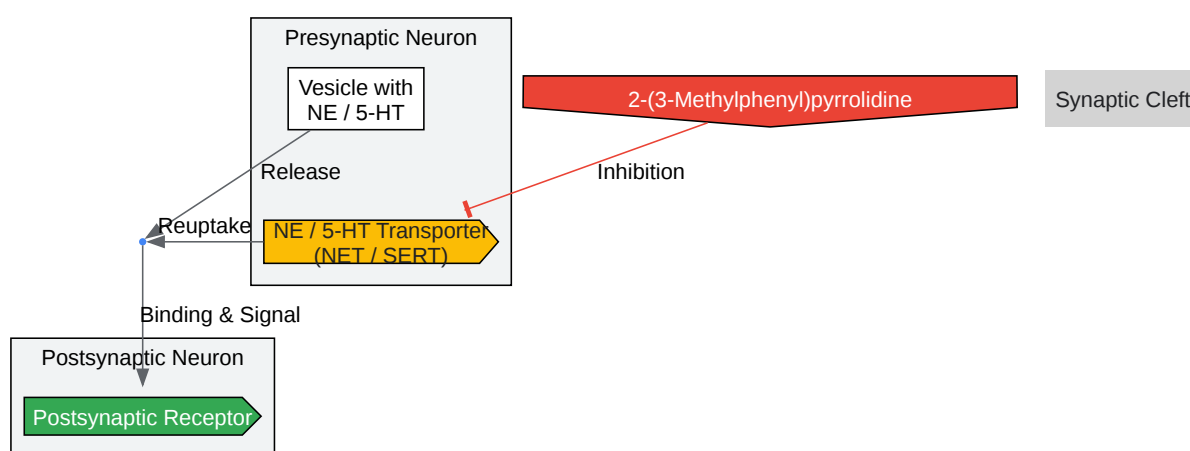 Presynaptic Neuron
Vesicle with
NE / 5-HT
2-(3-Methylphenyl)pyrrolidine
Synaptic Cleft
Release
Inhibition
Reuptake
NE / 5-HT Transporter
(NET / SERT)
Binding & Signal
Postsynaptic Neuron
Postsynaptic Receptor